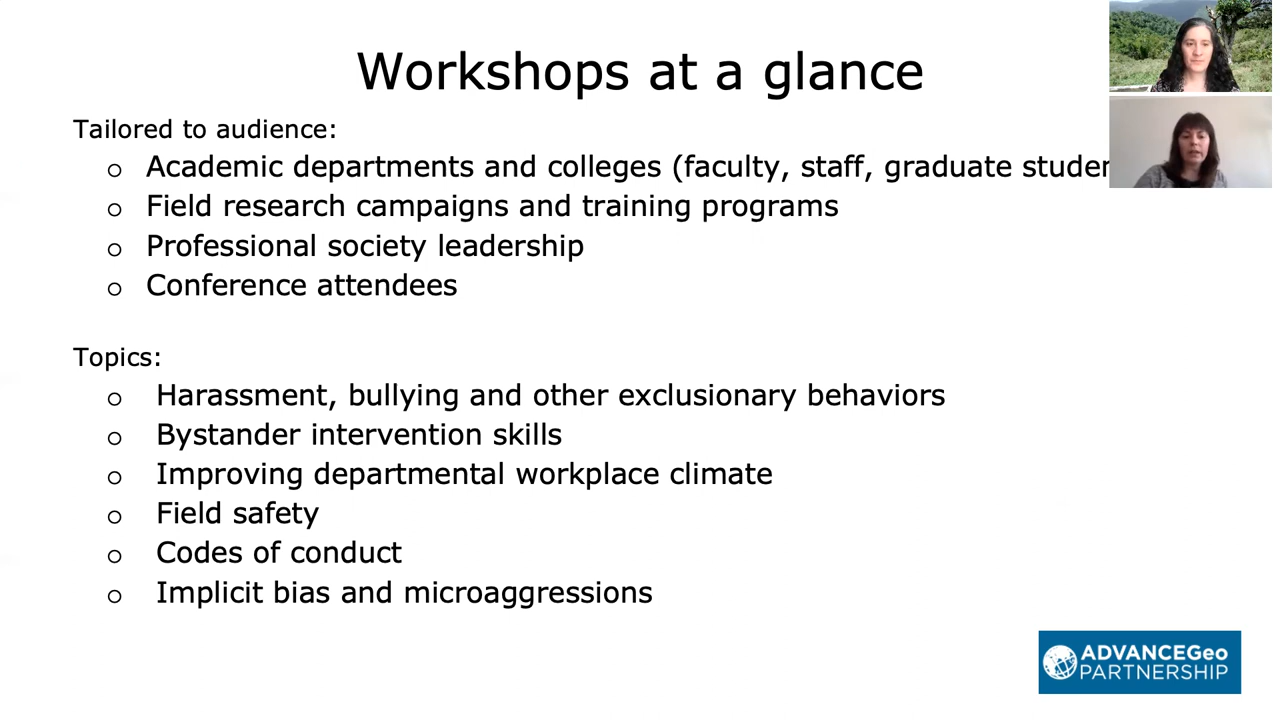 Workshops at a glance
Tailored to audience:
o Academic departments and colleges (faculty, staff, graduate
o Field research campaigns and training programs
o Professional society leadership
o Conference attendees
Topics:
o Harassment, bullying and other exclusionary behaviors
o Bystander intervention skills
o Improving departmental workplace climate
o Field safety
o Codes of conduct
o Implicit bias and microaggressions
ADVANCEGeo
PARTNERSHIP